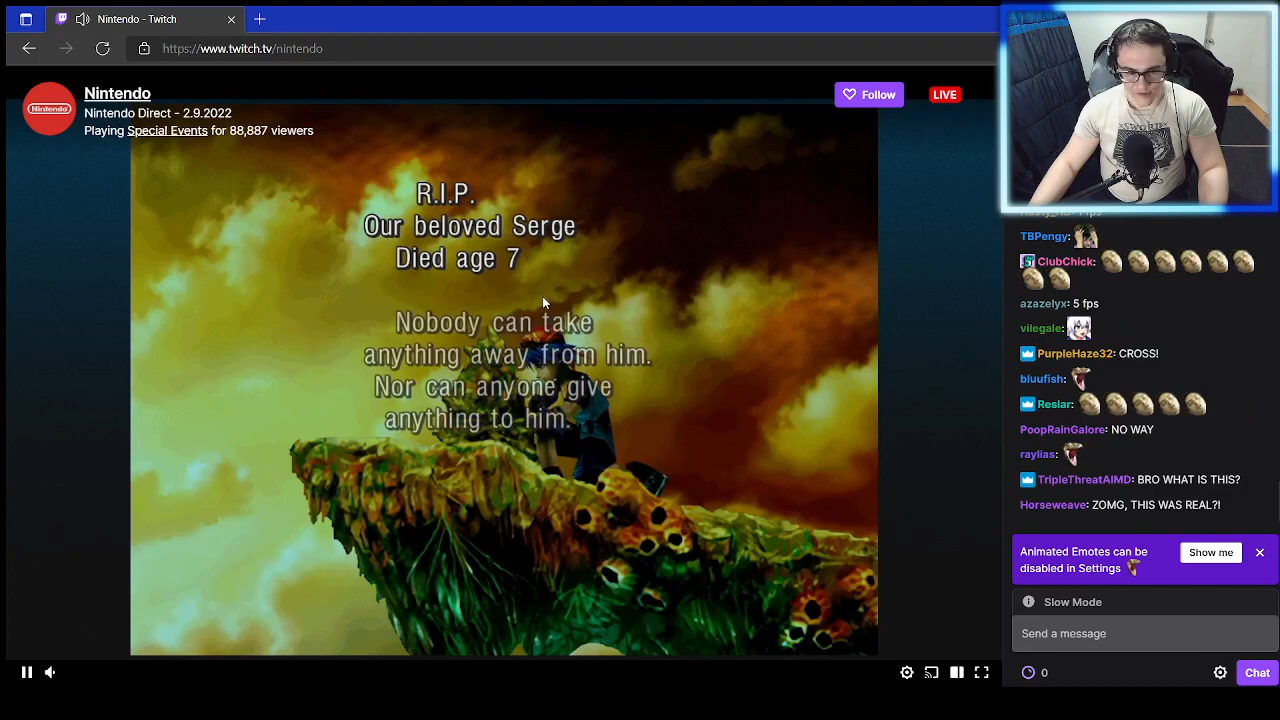 Nintendo - Twitch
https://www.twitch.tv/nintendo
Nintendo
Nintendo
Nintendo Direct - 2.9.2022
Playing Special Events for 88,887 viewers
Follow
LIVE
R.I.P.
Our beloved Serge
Died age 7
Nobody can take
anything away from him.
Nor can anyone give
anything to him.
TBPengy:
ClubChick:
azazelyx: 5 fps
vilegale:
PurpleHaze32: CROSS!
bluufish:
Reslar:
PoopRainGalore: NO WAY
raylias:
TripleThreatAIMD: BRO WHAT IS THIS?
Horseweave: ZOMG, THIS WAS REAL?!
Animated Emotes can be
disabled in Settings
Show me
Slow Mode
Send a message
0
Chat